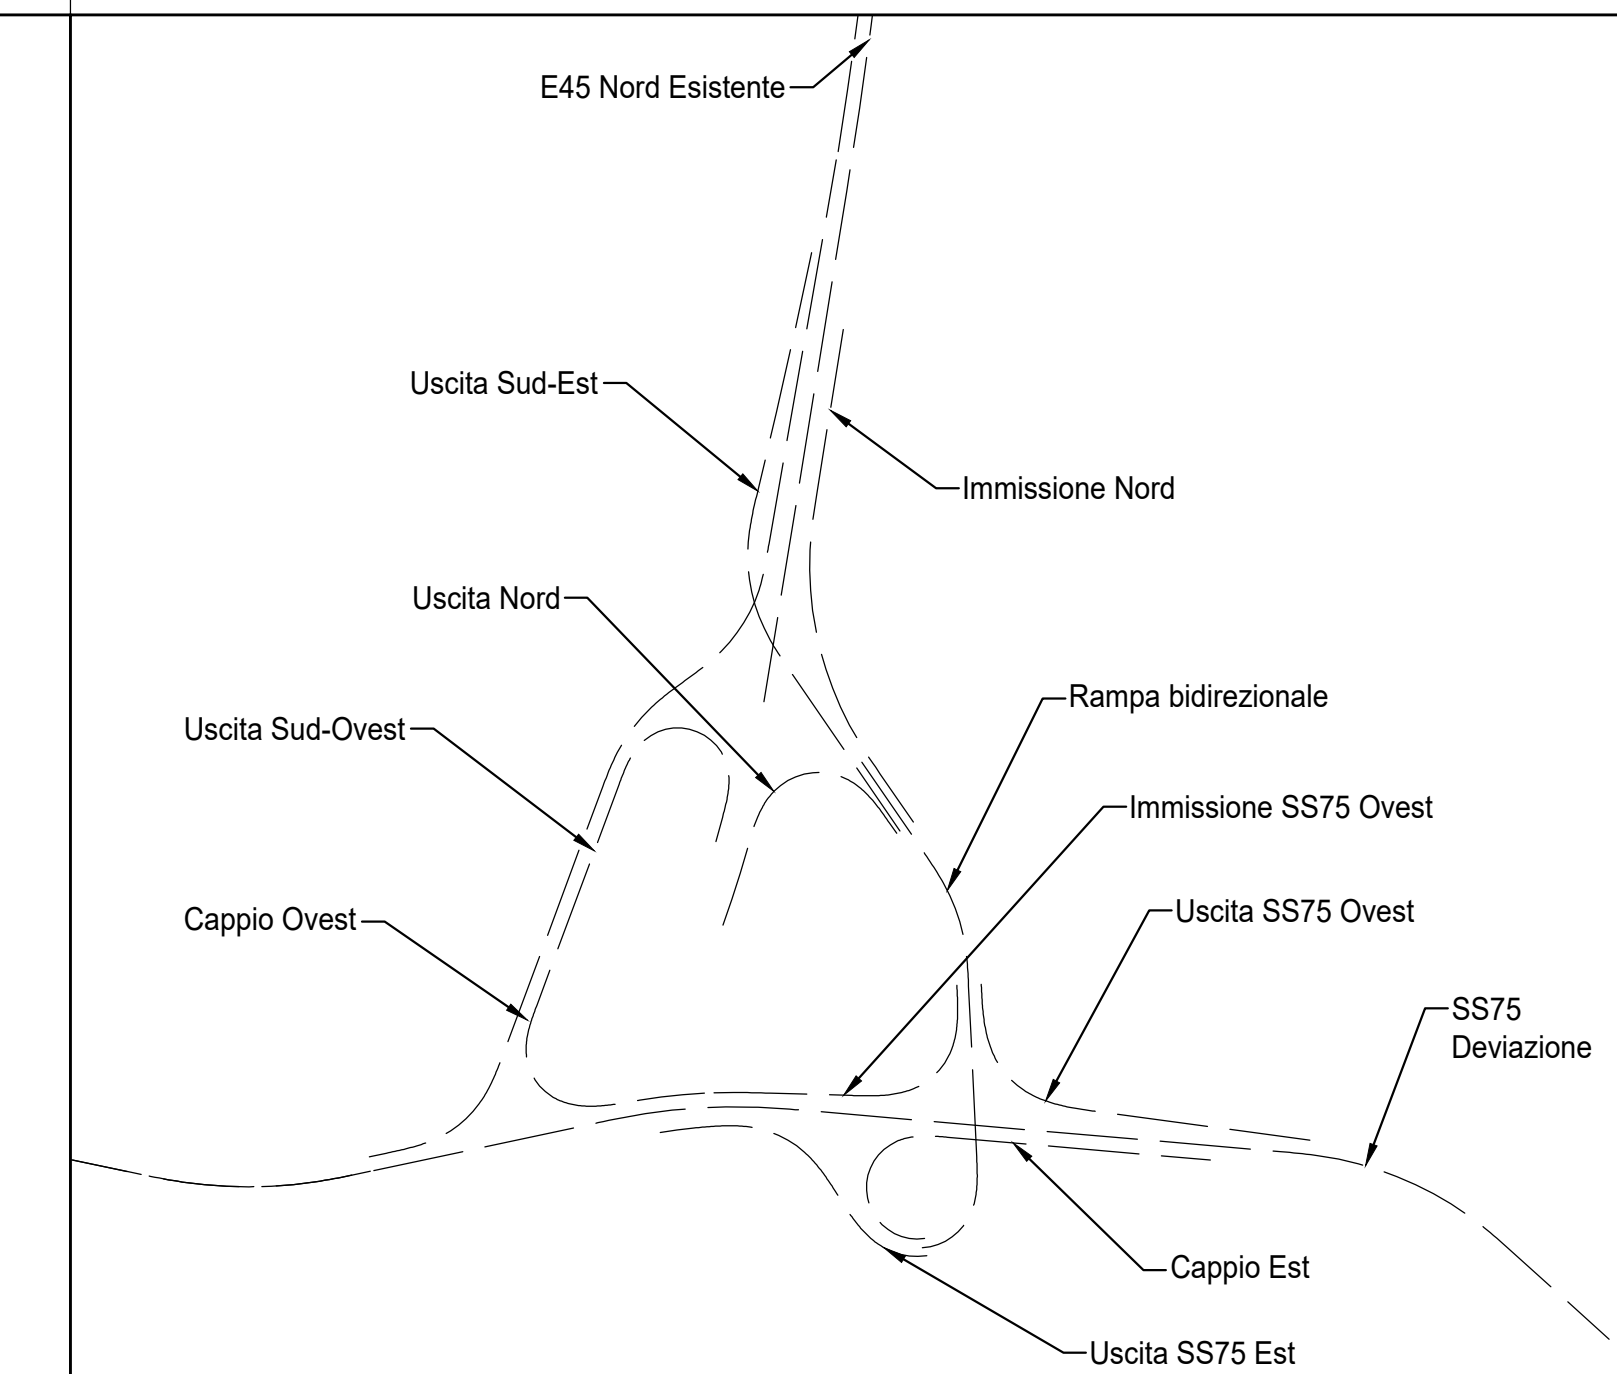 E45 Nord Esistente
Uscita Sud-Est
Immissione Nord
Uscita Nord
Rampa bidirezionale
Uscita Sud-Ovest
Immissione SS75 Ovest
Uscita SS75 Ovest
Cappio Ovest
SS75
Deviazione
Cappio Est
Uscita SS75 Est